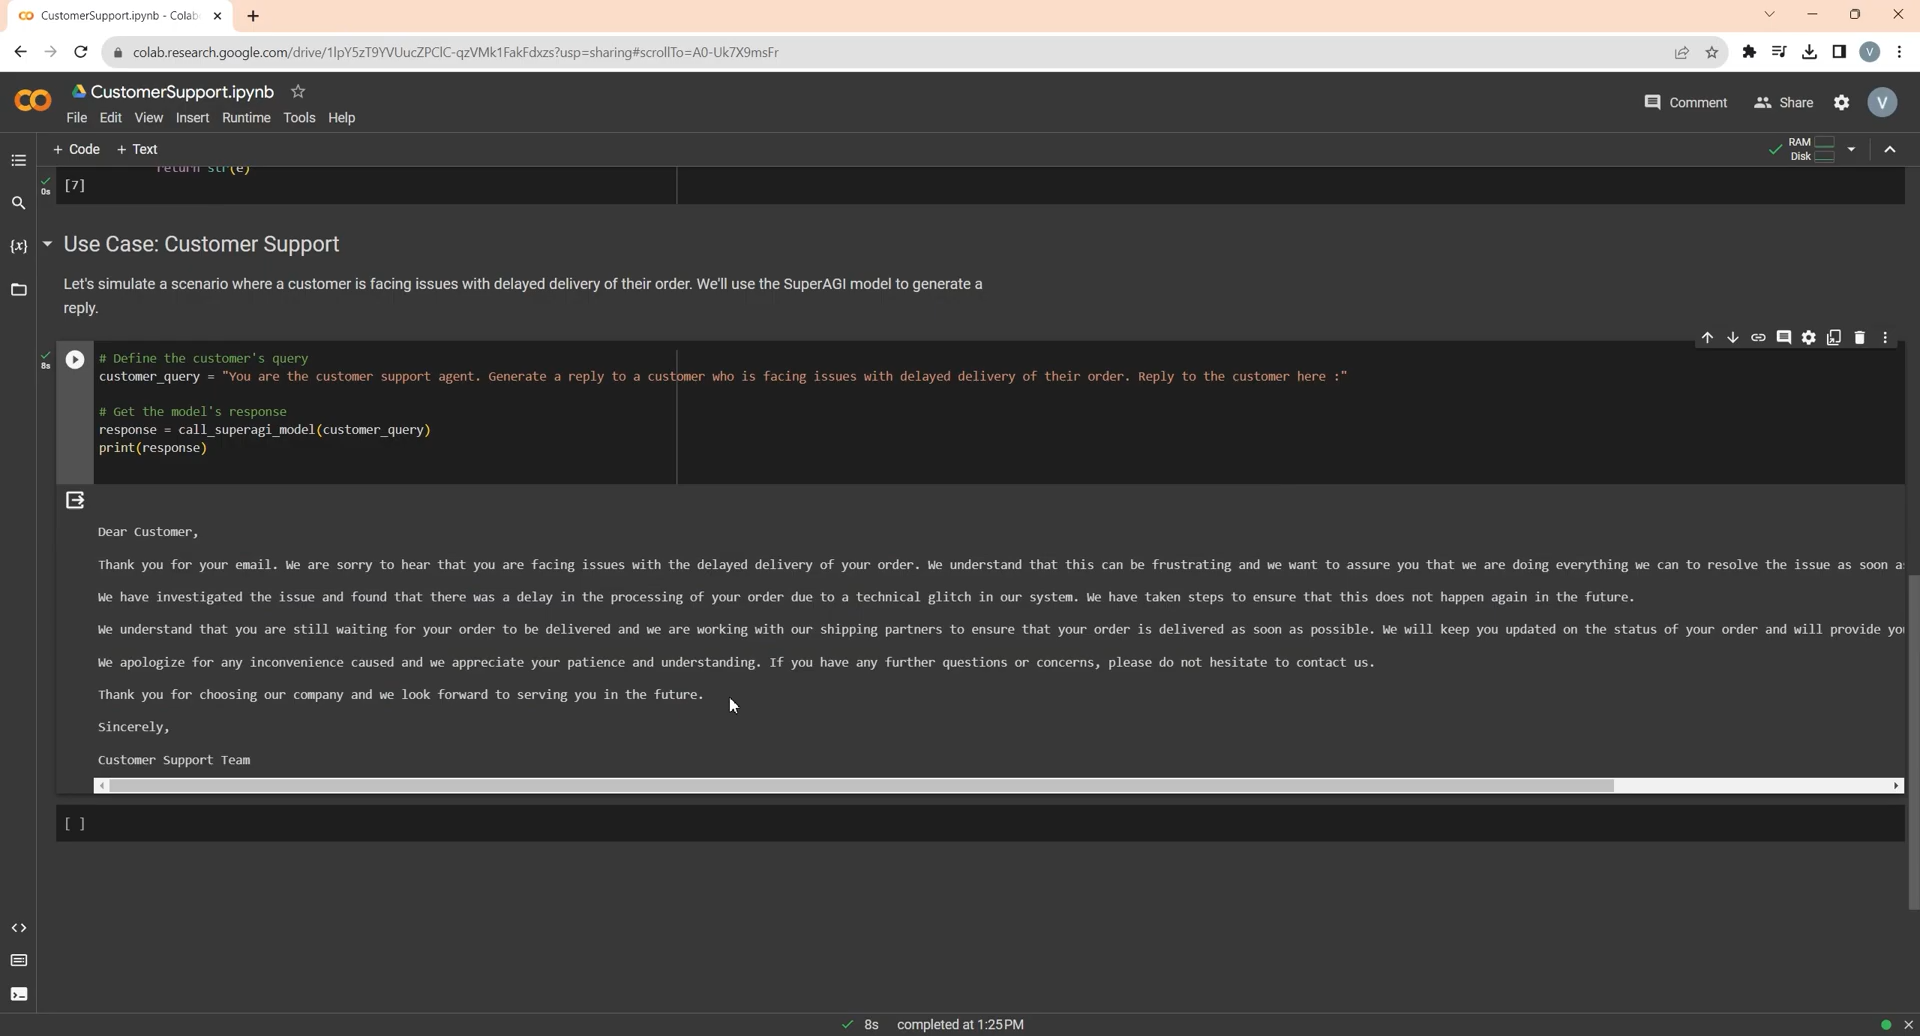 CustomerSupport.ipynb - Colab
colab.research.google.com/drive/1lpY5zT9YVUucZPClC-qzVMk1FakFdxzs?usp=sharing#scrollTo=A0-Uk7X9msFr
V
CustomerSupport.ipynb
File Edit View Insert Runtime Tools Help
Comment Share V
+ Code + Text
RAM
Disk
return str(e)
0s [7]
{x} Use Case: Customer Support
Let's simulate a scenario where a customer is facing issues with delayed delivery of their order. We'll use the SuperAGI model to generate a
reply.
8s
# Define the customer's query
customer_query = "You are the customer support agent. Generate a reply to a customer who is facing issues with delayed delivery of their order. Reply to the customer here :"
# Get the model's response
response = call_superagi_model(customer_query)
print(response)
Dear Customer,
Thank you for your email. We are sorry to hear that you are facing issues with the delayed delivery of your order. We understand that this can be frustrating and we want to assure you that we are doing everything we can to resolve the issue as soon a
We have investigated the issue and found that there was a delay in the processing of your order due to a technical glitch in our system. We have taken steps to ensure that this does not happen again in the future.
We understand that you are still waiting for your order to be delivered and we are working with our shipping partners to ensure that your order is delivered as soon as possible. We will keep you updated on the status of your order and will provide yo
We apologize for any inconvenience caused and we appreciate your patience and understanding. If you have any further questions or concerns, please do not hesitate to contact us.
Thank you for choosing our company and we look forward to serving you in the future.
Sincerely,
Customer Support Team
[ ]
8s completed at 1:25 PM